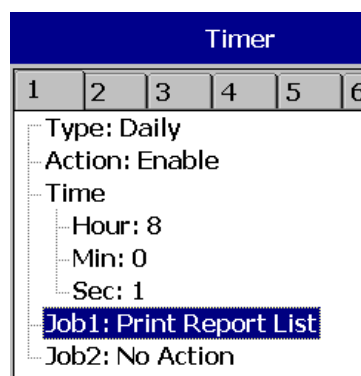 Timer
1 2 3 4 5 6
Type: Daily
Action: Enable
Time
Hour: 8
Min: 0
Sec: 1
Job1: Print Report List
Job2: No Action